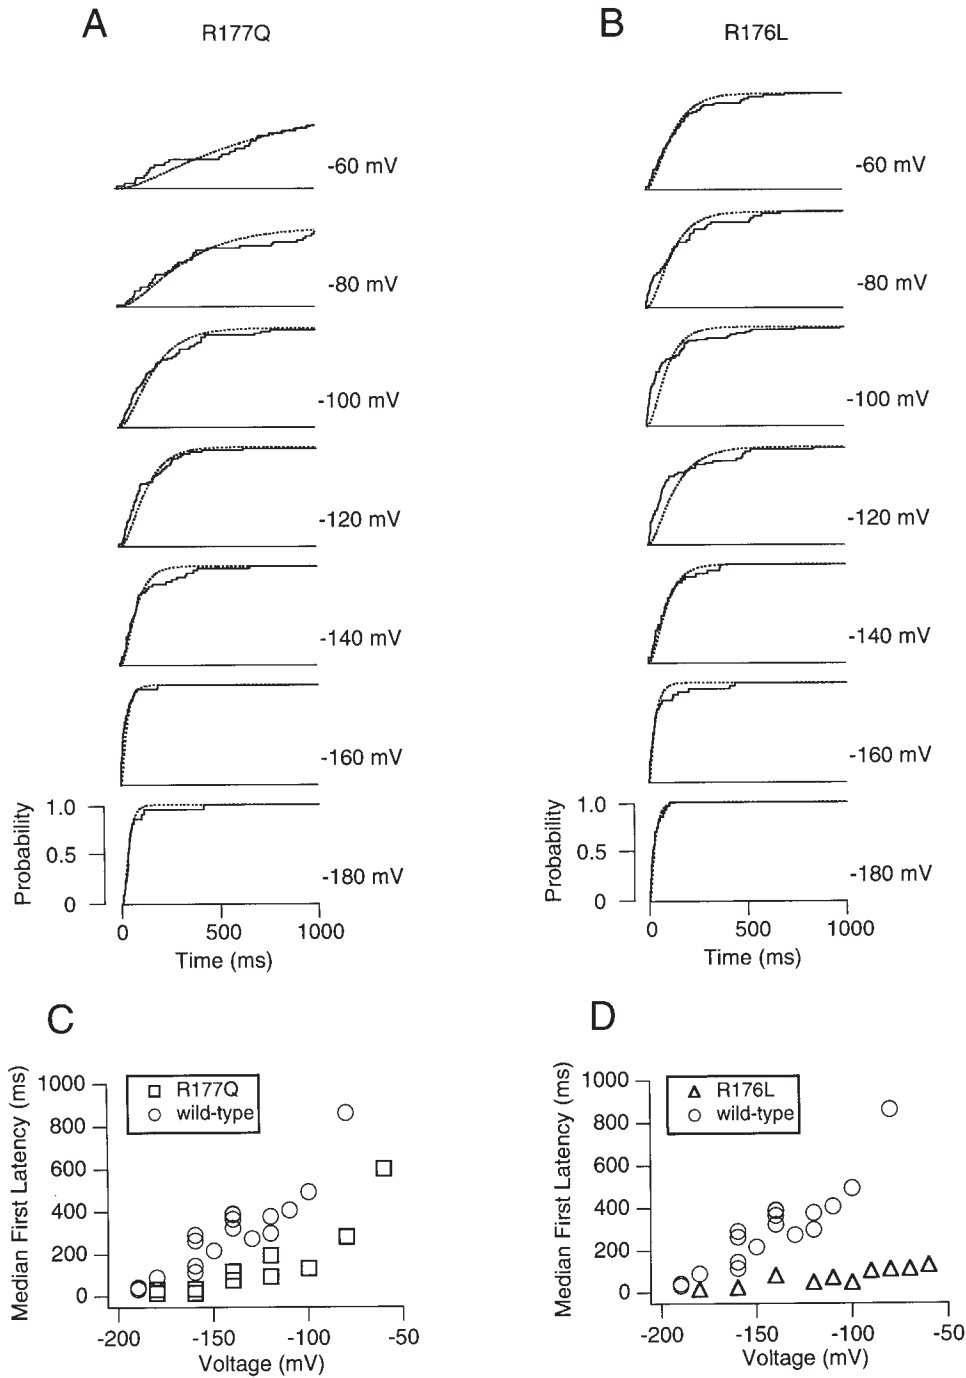 A
R177Q
-60 mV
-80 mV
-100 mV
-120 mV
-140 mV
-160 mV
-180 mV
Probability
1.0
0.5
0
0 500 1000
Time (ms)
B
R176L
-60 mV
-80 mV
-100 mV
-120 mV
-140 mV
-160 mV
-180 mV
Probability
1.0
0.5
0
0 500 1000
Time (ms)
C
Median First Latency (ms)
1000
800
600
400
200
0
R177Q
wild-type
-200 -150 -100 -50
Voltage (mV)
D
Median First Latency (ms)
1000
800
600
400
200
0
R176L
wild-type
-200 -150 -100 -50
Voltage (mV)